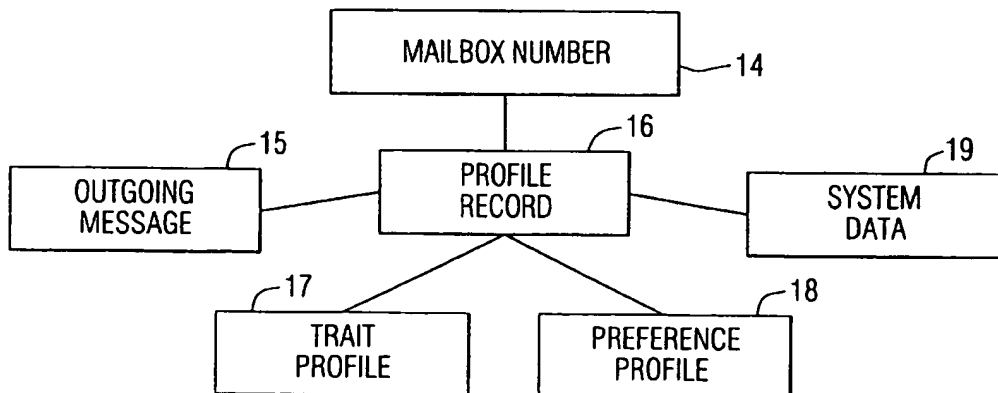 MAILBOX NUMBER
14
15
16
19
OUTGOING
MESSAGE
PROFILE
RECORD
SYSTEM
DATA
17
18
TRAIT
PROFILE
PREFERENCE
PROFILE